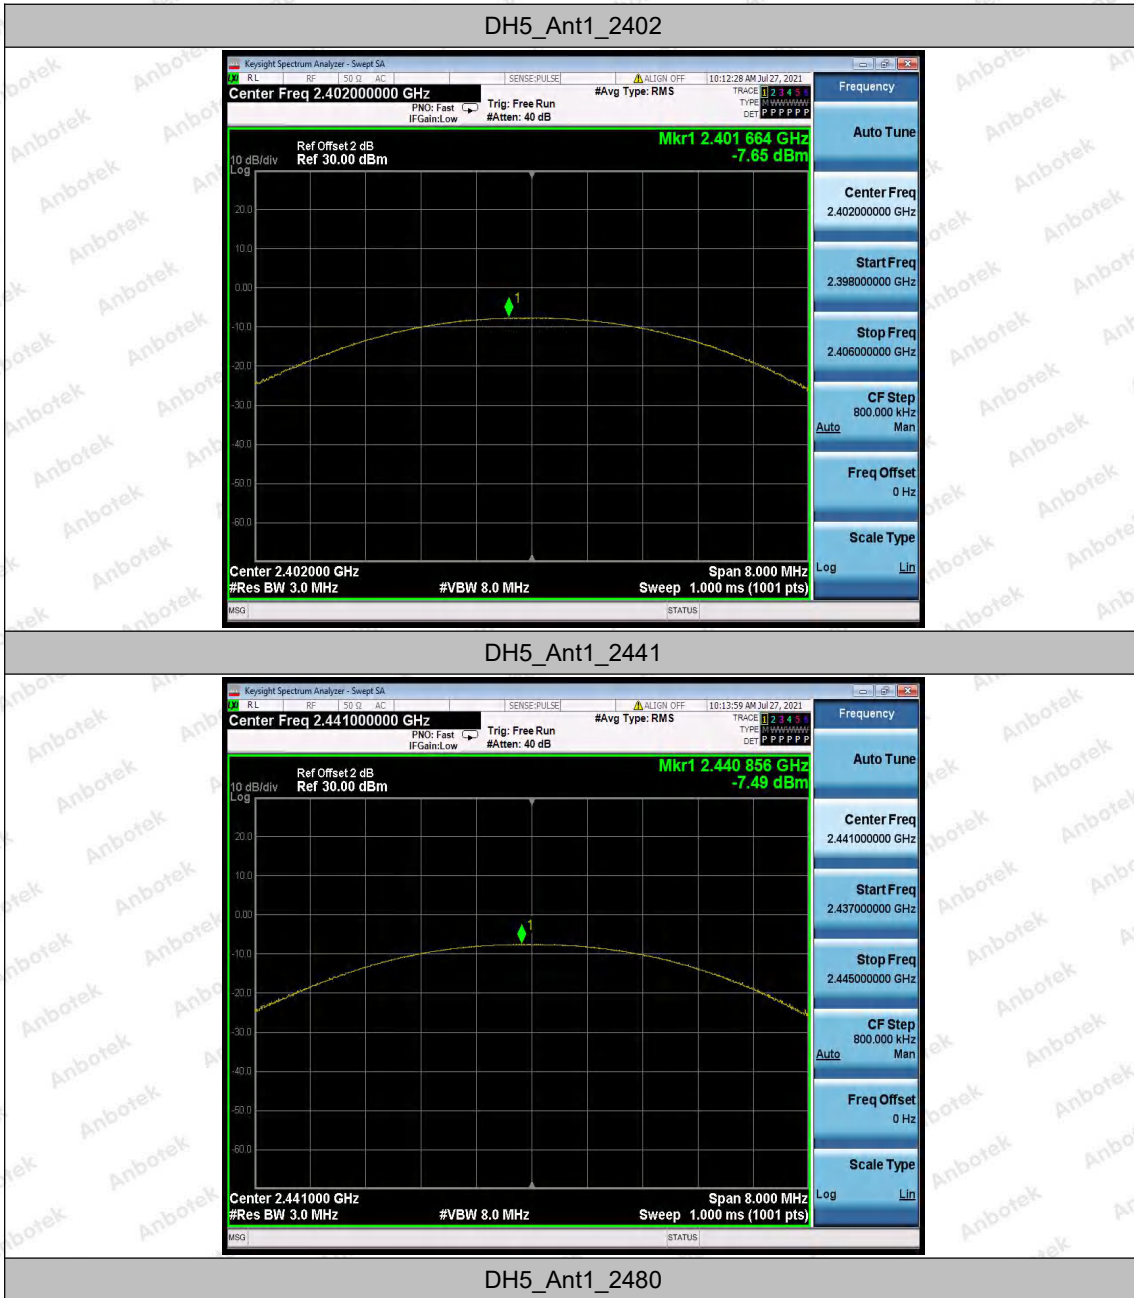 DH5_Ant1_2402
Keysight Spectrum Analyzer - Swept SA
LXI RL RF 50 Ω AC SENSE:PULSE ALIGN OFF 10:12:28 AM Jul 27, 2021
Center Freq 2.402000000 GHz #Avg Type: RMS TRACE 1 2 3 4 5 6
PNO: Fast Trig: Free Run TYPE M WWWWW
IFGain:Low #Atten: 40 dB DET P P P P P P
Mkr1 2.401 664 GHz
-7.65 dBm
Ref Offset 2 dB
10 dB/div Ref 30.00 dBm
Log
20.0
10.0
0.00
1
-10.0
-20.0
-30.0
-40.0
-50.0
-60.0
Center 2.402000 GHz Span 8.000 MHz
#Res BW 3.0 MHz #VBW 8.0 MHz Sweep 1.000 ms (1001 pts)
MSG STATUS
Frequency
Auto Tune
Center Freq
2.402000000 GHz
Start Freq
2.398000000 GHz
Stop Freq
2.406000000 GHz
CF Step
800.000 kHz
Auto Man
Freq Offset
0 Hz
Scale Type
Log Lin
DH5_Ant1_2441
Keysight Spectrum Analyzer - Swept SA
LXI RL RF 50 Ω AC SENSE:PULSE ALIGN OFF 10:13:59 AM Jul 27, 2021
Center Freq 2.441000000 GHz #Avg Type: RMS TRACE 1 2 3 4 5 6
PNO: Fast Trig: Free Run TYPE M WWWWW
IFGain:Low #Atten: 40 dB DET P P P P P P
Mkr1 2.440 856 GHz
-7.49 dBm
Ref Offset 2 dB
10 dB/div Ref 30.00 dBm
Log
20.0
10.0
0.00
1
-10.0
-20.0
-30.0
-40.0
-50.0
-60.0
Center 2.441000 GHz Span 8.000 MHz
#Res BW 3.0 MHz #VBW 8.0 MHz Sweep 1.000 ms (1001 pts)
MSG STATUS
Frequency
Auto Tune
Center Freq
2.441000000 GHz
Start Freq
2.437000000 GHz
Stop Freq
2.445000000 GHz
CF Step
800.000 kHz
Auto Man
Freq Offset
0 Hz
Scale Type
Log Lin
DH5_Ant1_2480
Anbotek